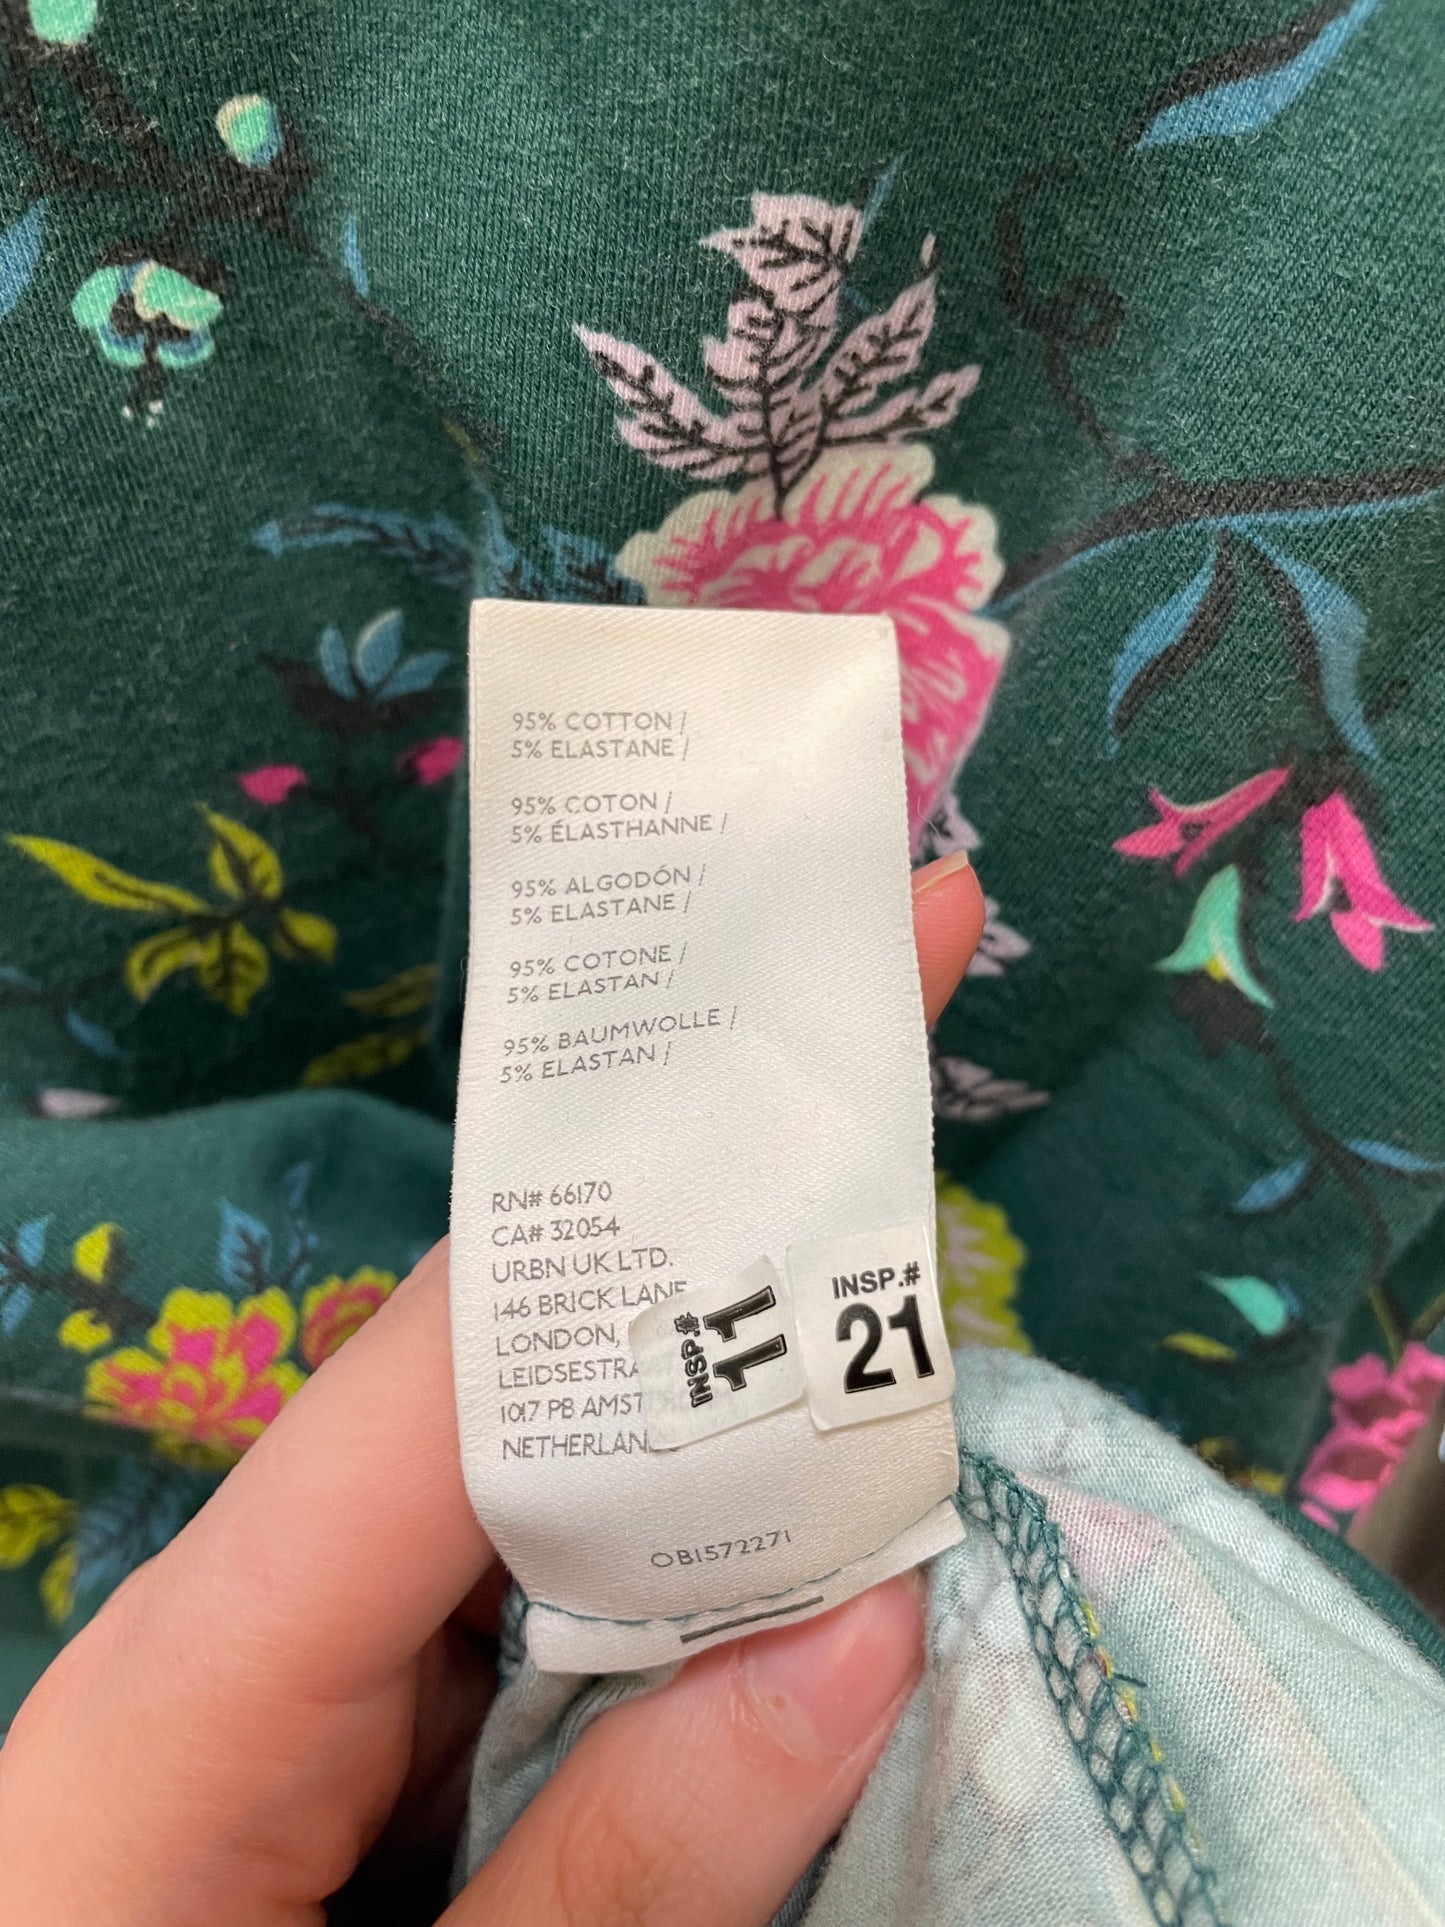 95% COTTON /
5% ELASTANE /
95% COTON /
5% ÉLASTHANNE /
95% ALGODÓN /
5% ELASTANE /
95% COTONE /
5% ELASTAN /
95% BAUMWOLLE /
5% ELASTAN /
RN# 66170
CA# 32054
URBN UK LTD.
146 BRICK LANE
LONDON,
1017 PB
OB1572271
INSP.#
11
INSP.#
21